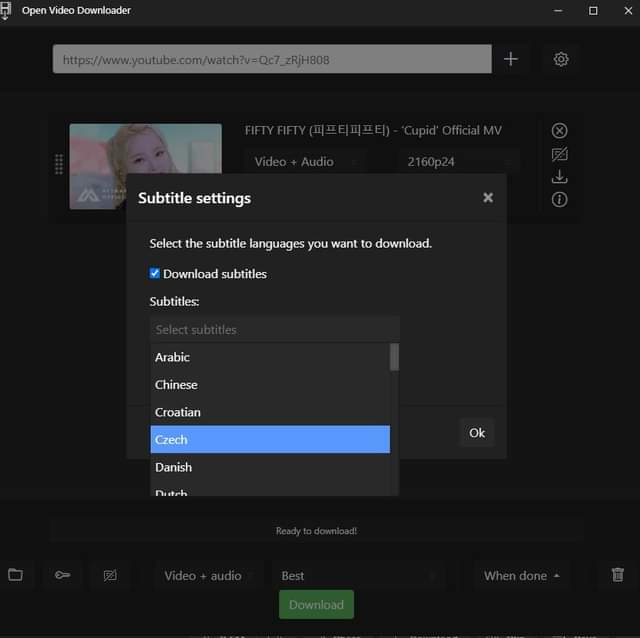 Open Video Downloader
https://www.youtube.com/watch?v=Qc7_zRjH808
FIFTY FIFTY (피프티피프티) - 'Cupid' Official MV
Video + Audio
2160p24
Subtitle settings
Select the subtitle languages you want to download.
Download subtitles
Subtitles:
Select subtitles
Arabic
Chinese
Croatian
Czech
Danish
Dutch
Ok
Ready to download!
Video + audio
Best
When done
Download